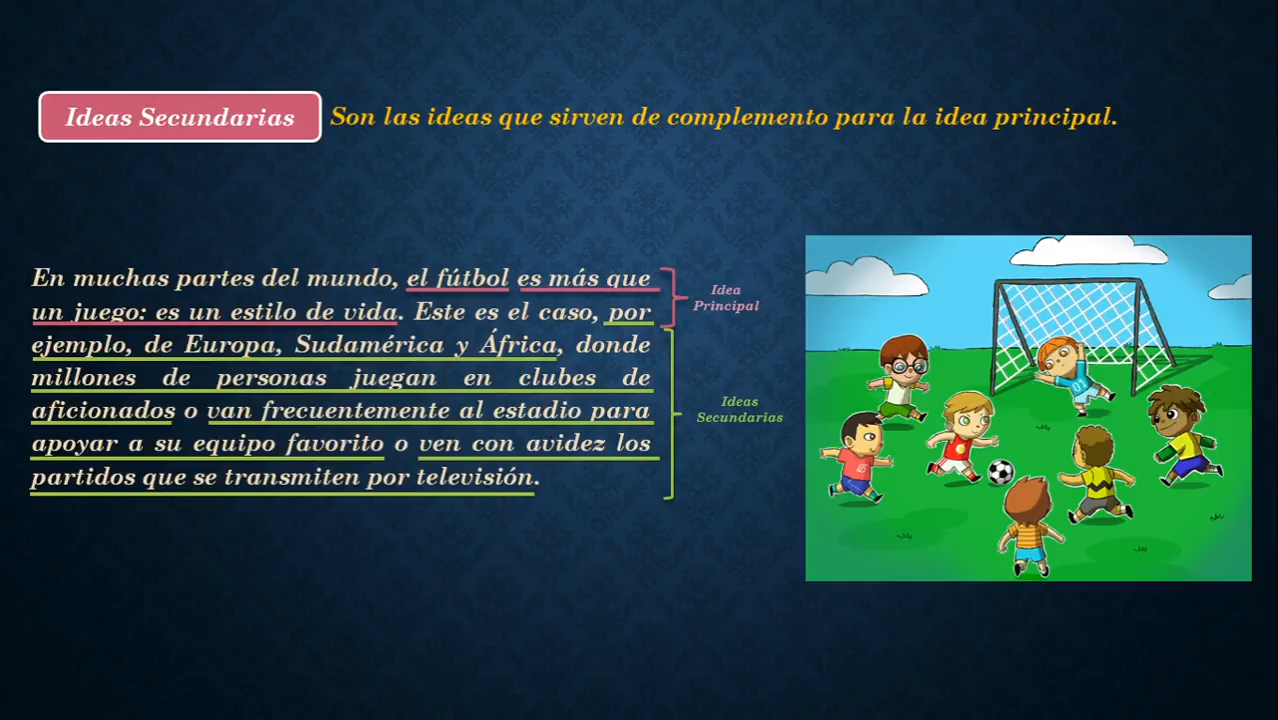 Ideas Secundarias
Son las ideas que sirven de complemento para la idea principal.
En muchas partes del mundo, el fútbol es más que
un juego: es un estilo de vida. Este es el caso, por
ejemplo, de Europa, Sudamérica y África, donde
millones de personas juegan en clubes de
aficionados o van frecuentemente al estadio para
apoyar a su equipo favorito o ven con avidez los
partidos que se transmiten por televisión.
Idea
Principal
Ideas
Secundarias
01